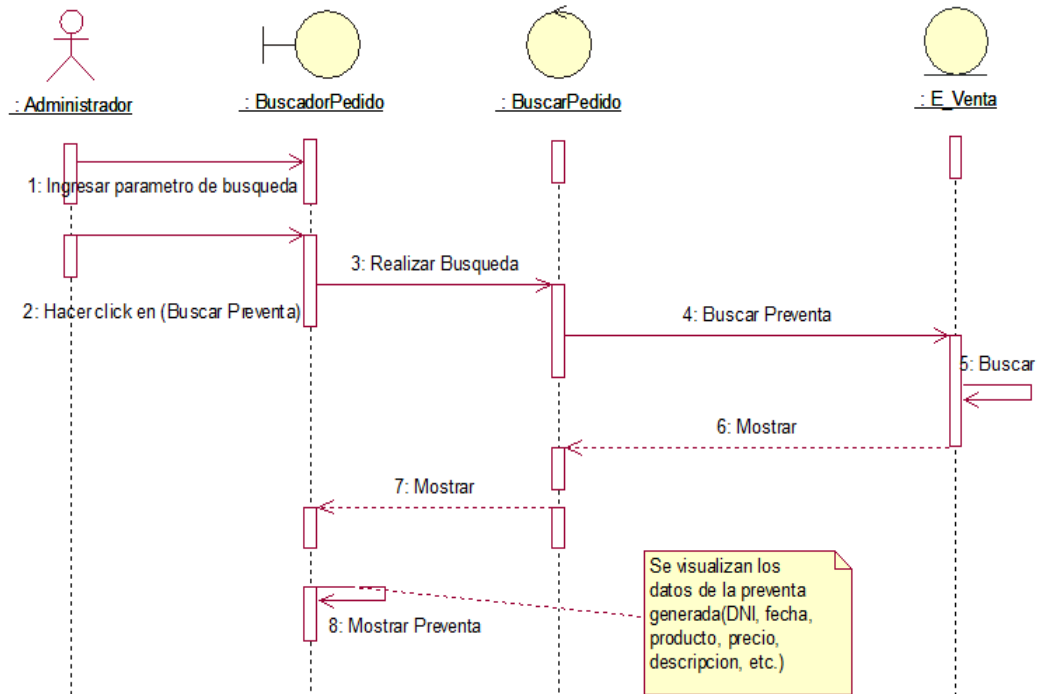 : Administrador
: BuscadorPedido
: BuscarPedido
: E_Venta
1: Ingresar parametro de busqueda
3: Realizar Busqueda
2: Hacer click en (Buscar Preventa)
4: Buscar Preventa
5: Buscar
6: Mostrar
7: Mostrar
Se visualizan los
datos de la preventa
generada(DNI, fecha,
producto, precio,
descripcion, etc.)
8: Mostrar Preventa